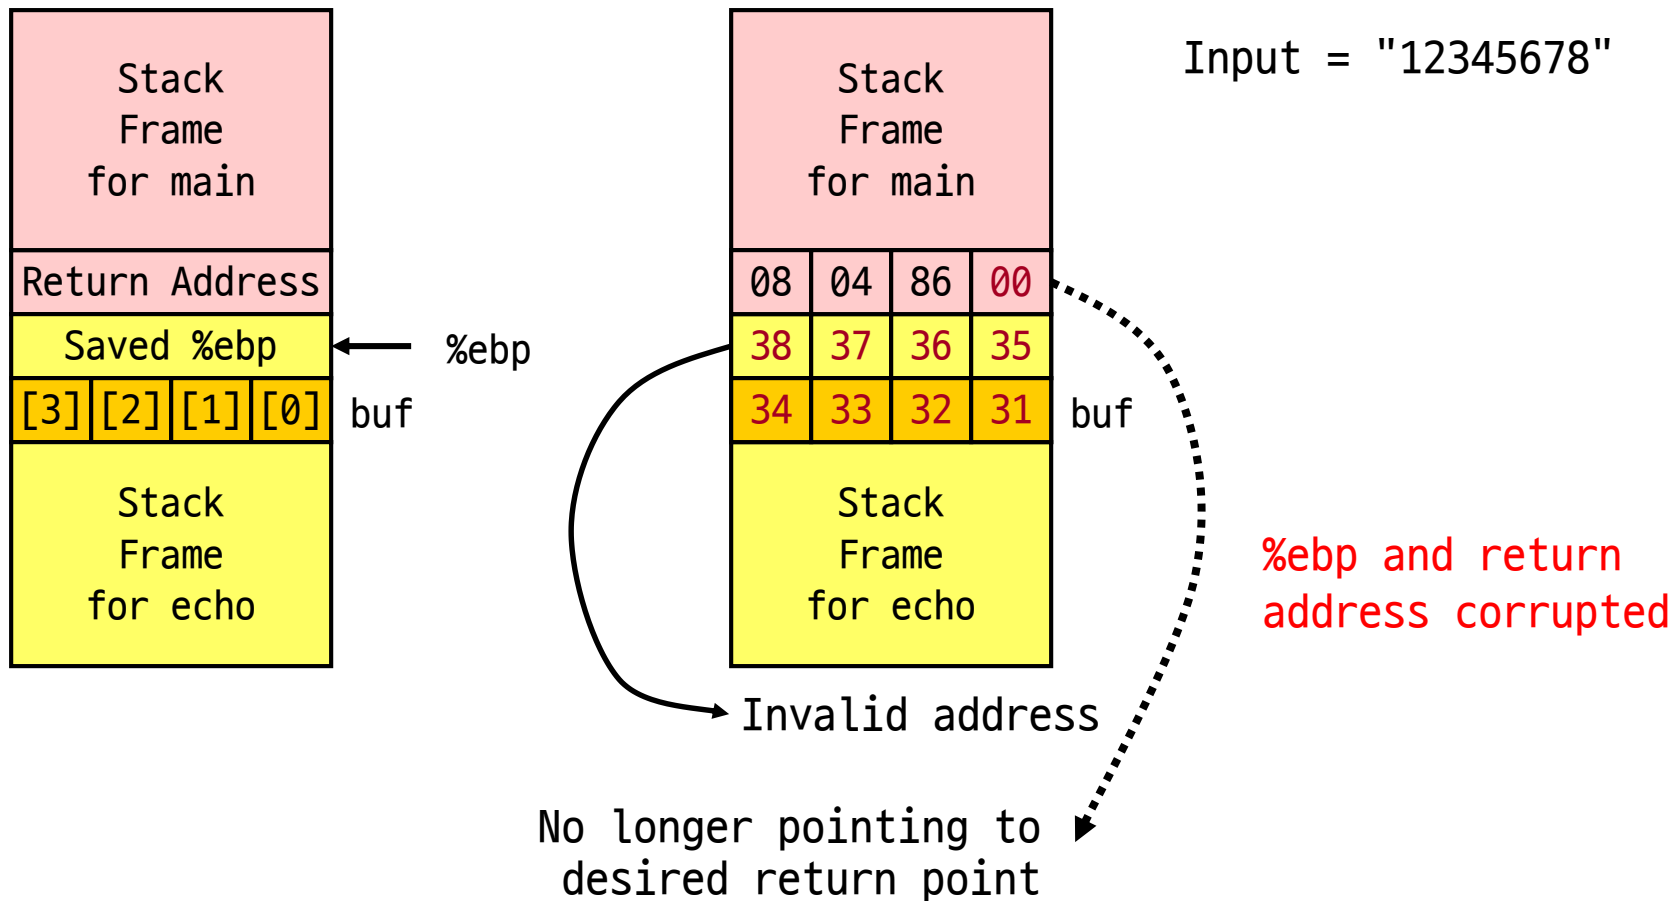 Stack
Frame
for main
Return Address
Saved %ebp
%ebp
[3] [2] [1] [0]
buf
Stack
Frame
for echo
Stack
Frame
for main
08 04 86 00
38 37 36 35
34 33 32 31
buf
Stack
Frame
for echo
Input = "12345678"
%ebp and return
address corrupted
Invalid address
No longer pointing to
desired return point